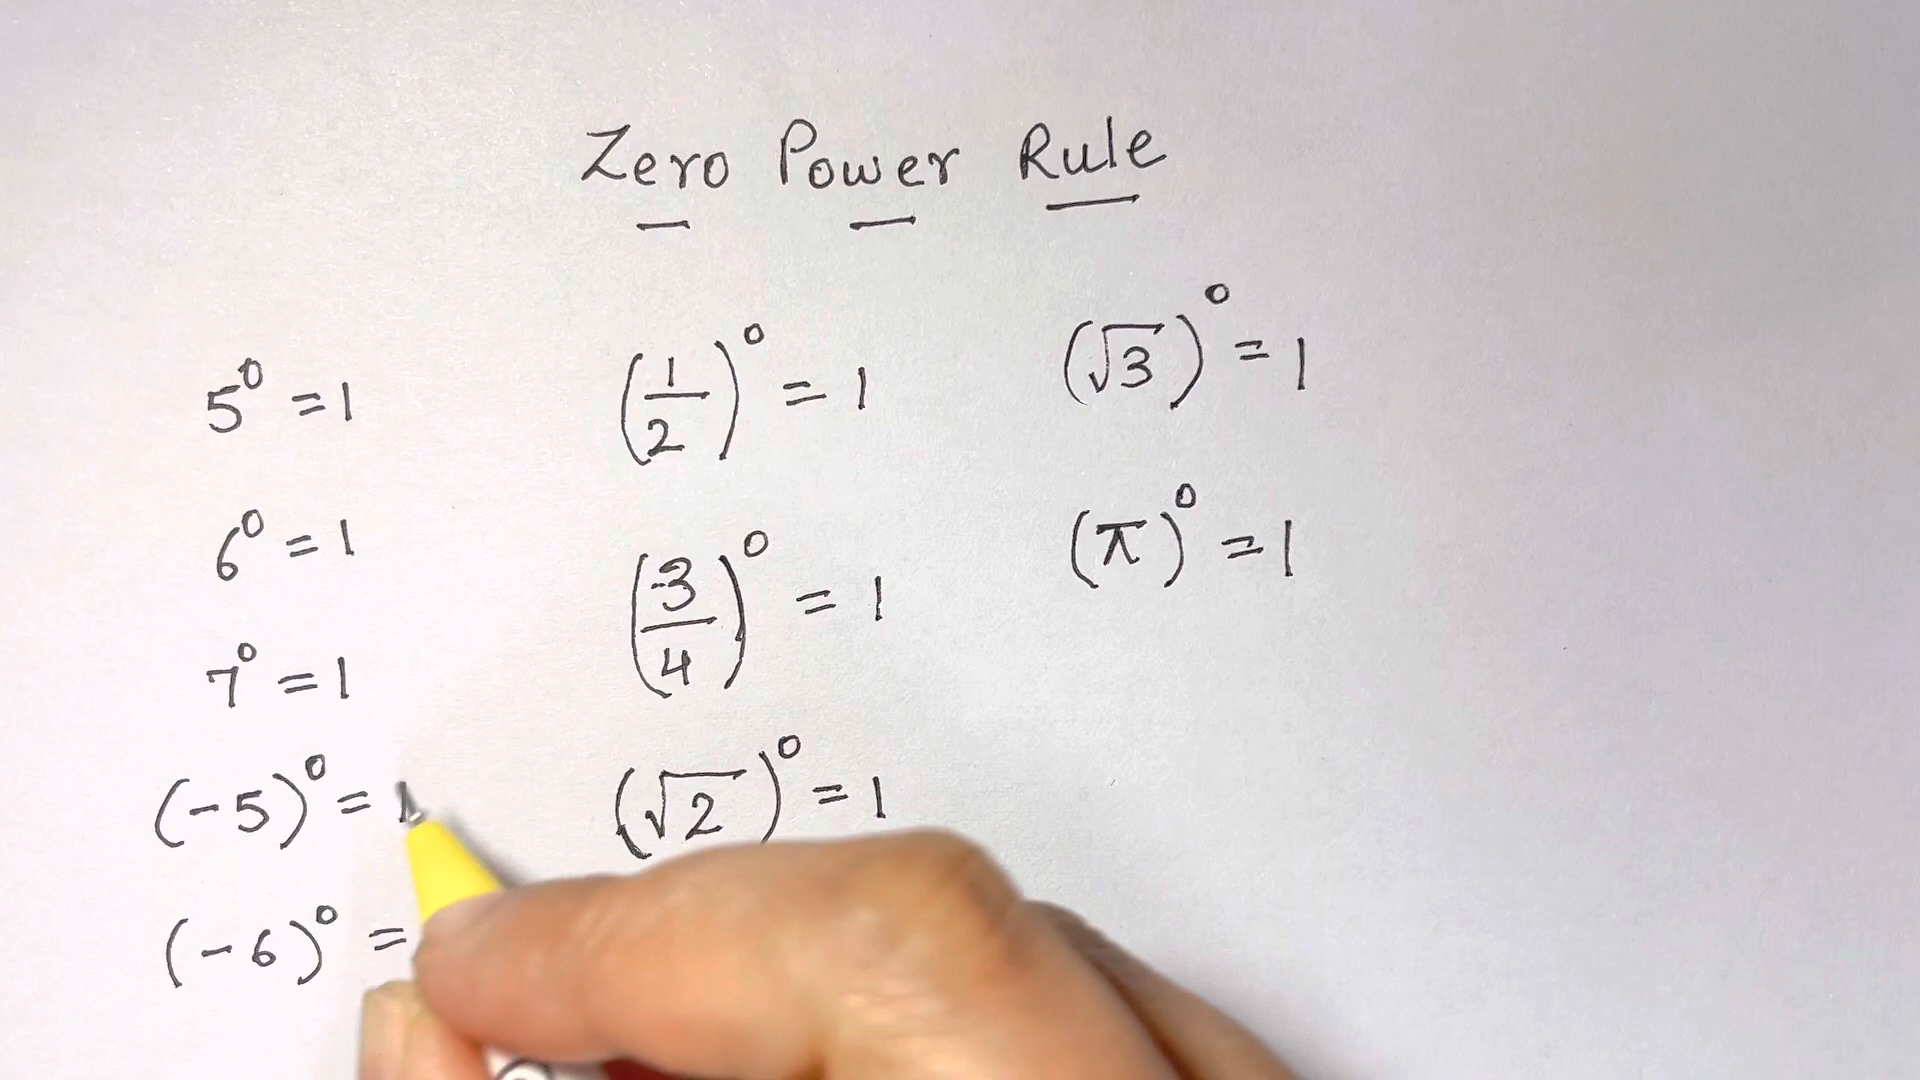 Zero Power Rule
5⁰ = 1
6⁰ = 1
7⁰ = 1
(-5)⁰ = 1
(-6)⁰ =
(1/2)⁰ = 1
(-3/4)⁰ = 1
(√2)⁰ = 1
(√3)⁰ = 1
(π)⁰ = 1